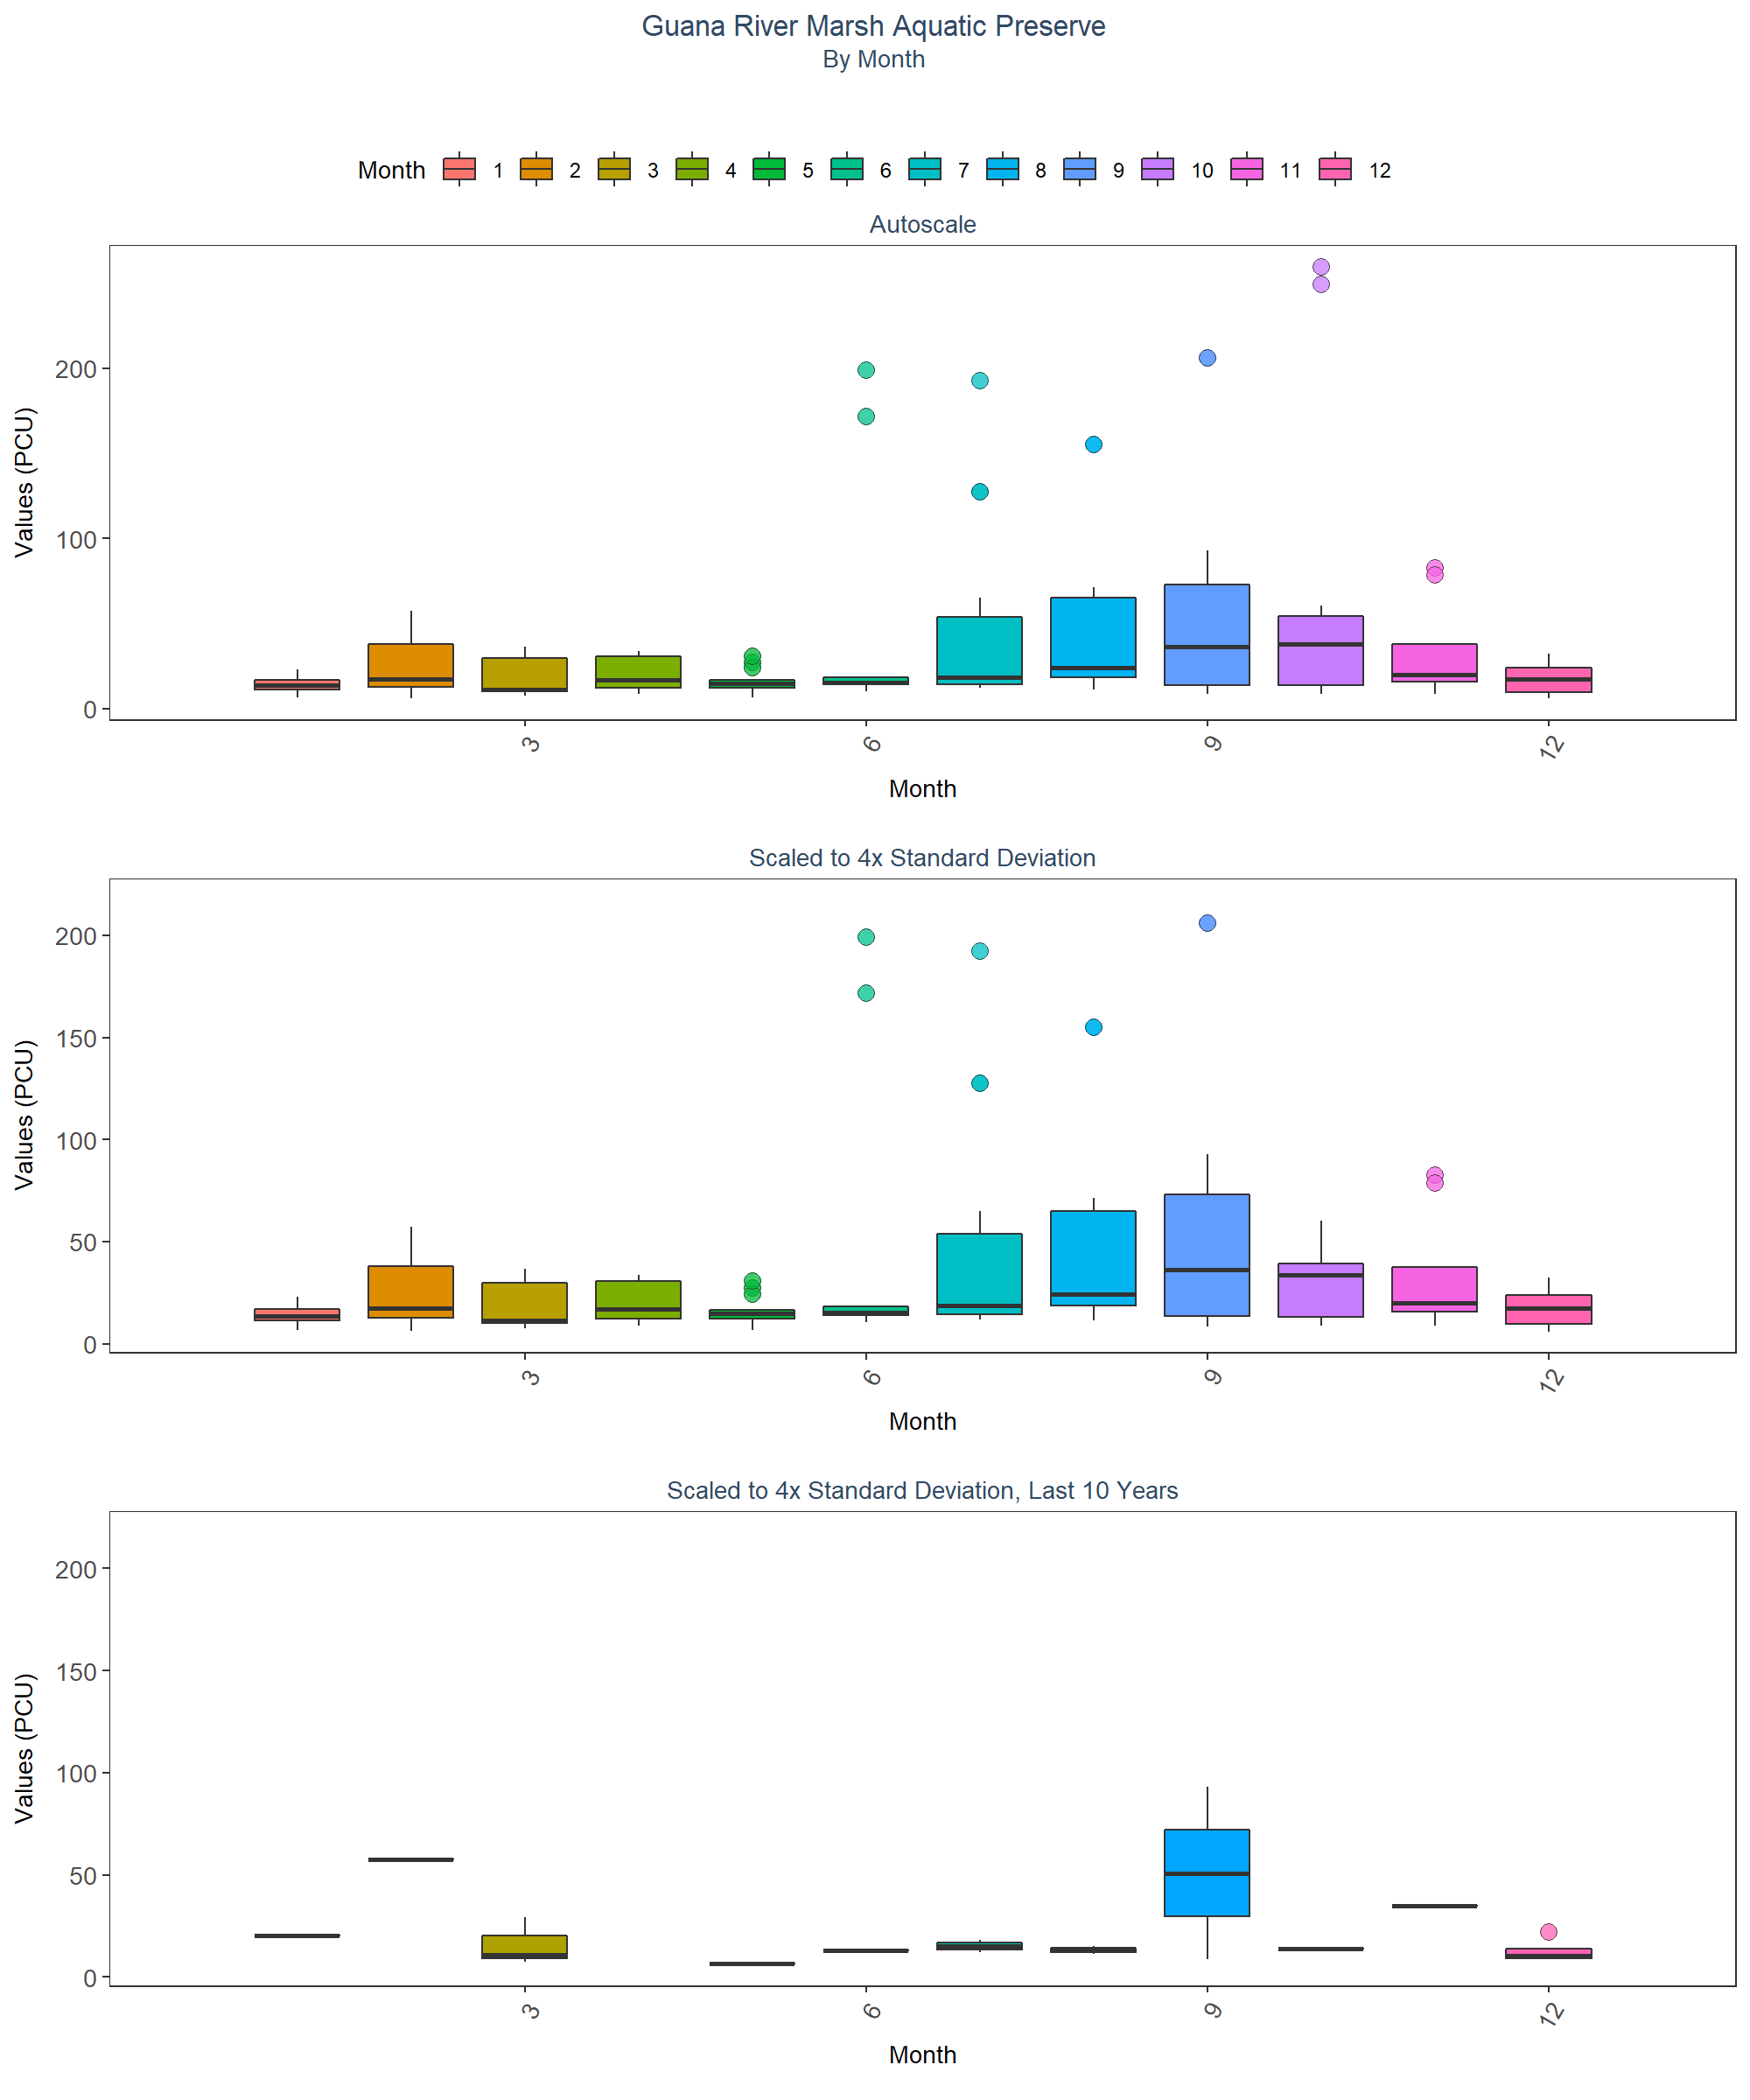 Guana River Marsh Aquatic Preserve
By Month
Month 1 2 3 4 5 6 7 8 9 10 11 12
Autoscale
Values (PCU)
200
100
0
3 6 9 12
Month
Scaled to 4x Standard Deviation
Values (PCU)
200
150
100
50
0
3 6 9 12
Month
Scaled to 4x Standard Deviation, Last 10 Years
Values (PCU)
200
150
100
50
0
3 6 9 12
Month